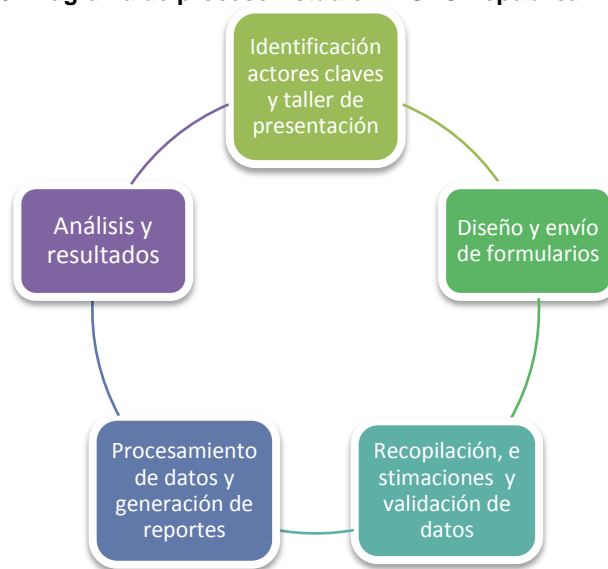 Identificación
actores claves
y taller de
presentación
Diseño y envío
de formularios
Recopilación, e
stimaciones y
validación de
datos
Procesamiento
de datos y
generación de
reportes
Análisis y
resultados